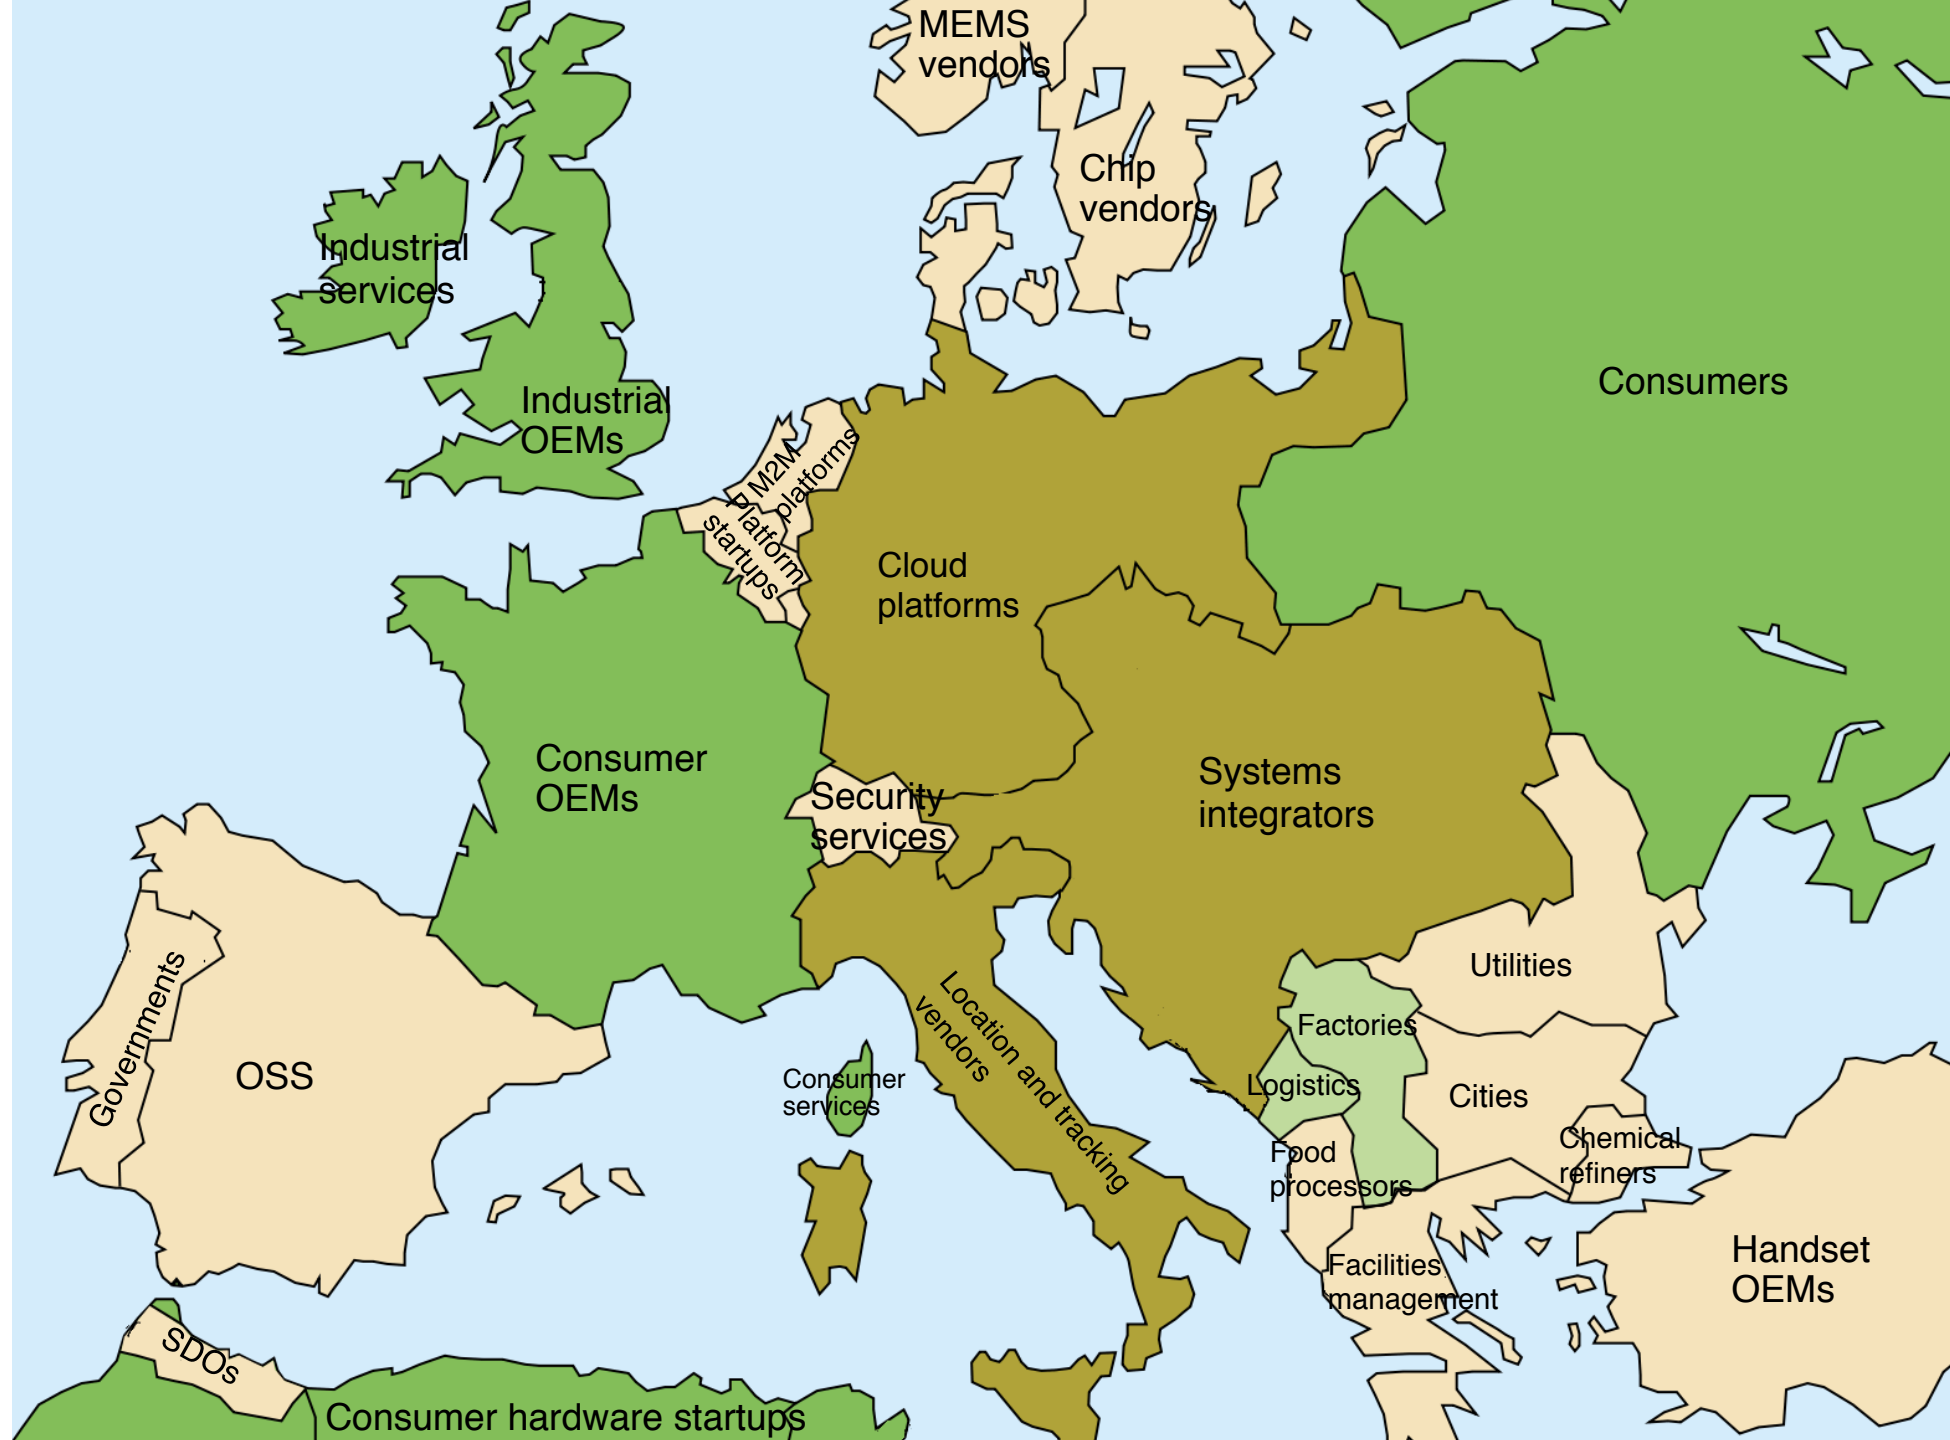 MEMS
vendors
Chip
vendors
Industrial
services
Industrial
OEMs
Consumers
M2M
platforms
Platform
startups
Cloud
platforms
Consumer
OEMs
Security
services
Systems
integrators
Governments
OSS
Utilities
Factories
Logistics
Cities
Consumer
services
Location and tracking
vendors
Food
processors
Chemical
refiners
Facilities
management
Handset
OEMs
SDOs
Consumer hardware startups